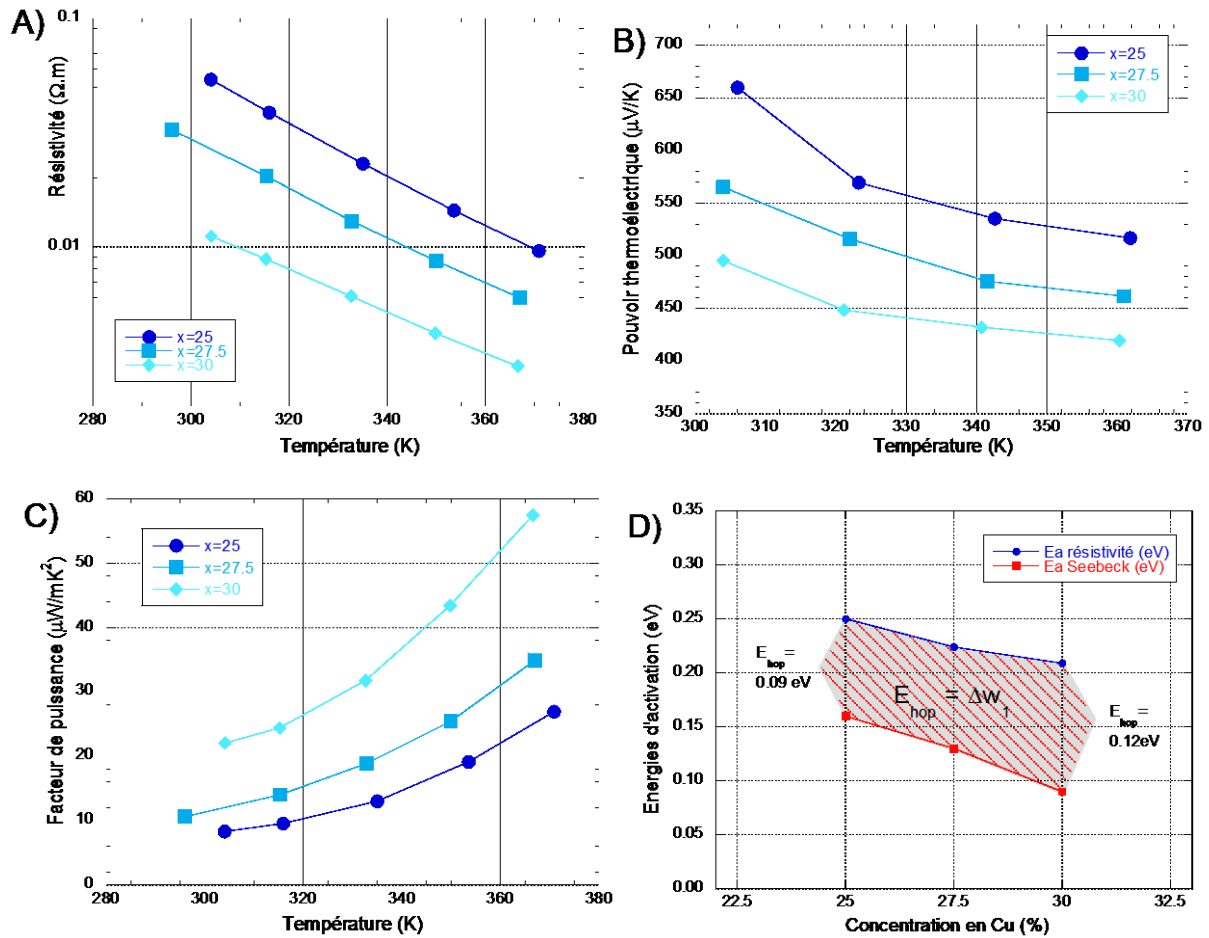 A)
0.1
0.01
Résistivité (Ω.m)
x=25
x=27.5
x=30
280
300
320
340
360
380
Température (K)
B)
700
650
600
550
500
450
400
350
Pouvoir thermoélectrique (µV/K)
x=25
x=27.5
x=30
300
310
320
330
340
350
360
370
Température (K)
C)
60
50
40
30
20
10
0
Facteur de puissance (µW/mK²)
x=25
x=27.5
x=30
280
300
320
340
360
380
Température (K)
D)
0.35
0.30
0.25
0.20
0.15
0.10
0.05
0.00
Energies d'activation (eV)
Ea résistivité (eV)
Ea Seebeck (eV)
E_hop =
0.09 eV
E_hop = Δw_1
E_hop =
0.12eV
22.5
25
27.5
30
32.5
Concentration en Cu (%)